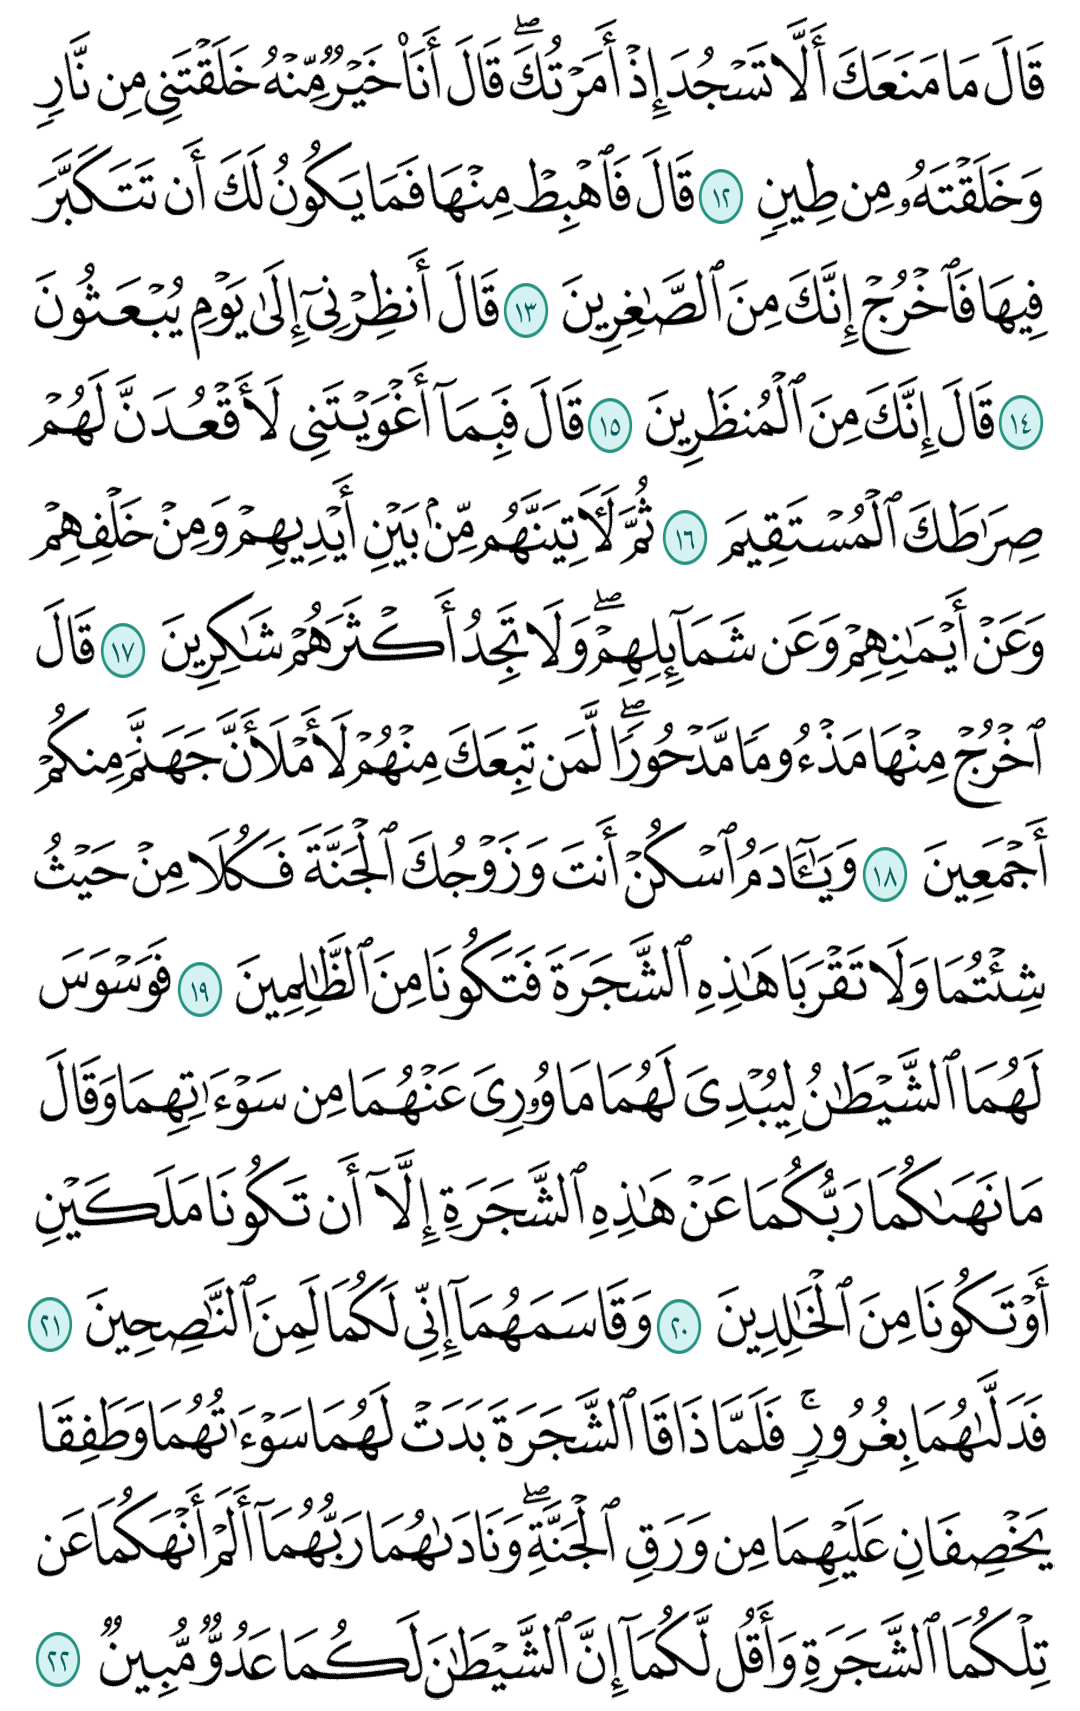 قَالَ مَا مَنَعَكَ أَلَّا تَسْجُدَ إِذْ أَمَرْتُكَ ۖ قَالَ أَنَا۠ خَيْرٌ مِّنْهُ خَلَقْتَنِى مِن نَّارٍ
وَخَلَقْتَهُۥ مِن طِينٍ ١٢ قَالَ فَٱهْبِطْ مِنْهَا فَمَا يَكُونُ لَكَ أَن تَتَكَبَّرَ
فِيهَا فَٱخْرُجْ إِنَّكَ مِنَ ٱلصَّٰغِرِينَ ١٣ قَالَ أَنظِرْنِىٓ إِلَىٰ يَوْمِ يُبْعَثُونَ
١٤ قَالَ إِنَّكَ مِنَ ٱلْمُنظَرِينَ ١٥ قَالَ فَبِمَآ أَغْوَيْتَنِى لَأَقْعُدَنَّ لَهُمْ
صِرَٰطَكَ ٱلْمُسْتَقِيمَ ١٦ ثُمَّ لَـَٔاتِيَنَّهُم مِّنۢ بَيْنِ أَيْدِيهِمْ وَمِنْ خَلْفِهِمْ
وَعَنْ أَيْمَٰنِهِمْ وَعَن شَمَآئِلِهِمْ ۖ وَلَا تَجِدُ أَكْثَرَهُمْ شَٰكِرِينَ ١٧ قَالَ
ٱخْرُجْ مِنْهَا مَذْءُومًا مَّدْحُورًا ۖ لَّمَن تَبِعَكَ مِنْهُمْ لَأَمْلَأَنَّ جَهَنَّمَ مِنكُمْ
أَجْمَعِينَ ١٨ وَيَٰٓـَٔادَمُ ٱسْكُنْ أَنتَ وَزَوْجُكَ ٱلْجَنَّةَ فَكُلَا مِنْ حَيْثُ
شِئْتُمَا وَلَا تَقْرَبَا هَٰذِهِ ٱلشَّجَرَةَ فَتَكُونَا مِنَ ٱلظَّٰلِمِينَ ١٩ فَوَسْوَسَ
لَهُمَا ٱلشَّيْطَٰنُ لِيُبْدِىَ لَهُمَا مَا وُۥرِىَ عَنْهُمَا مِن سَوْءَٰتِهِمَا وَقَالَ
مَا نَهَىٰكُمَا رَبُّكُمَا عَنْ هَٰذِهِ ٱلشَّجَرَةِ إِلَّآ أَن تَكُونَا مَلَكَيْنِ
أَوْ تَكُونَا مِنَ ٱلْخَٰلِدِينَ ٢٠ وَقَاسَمَهُمَآ إِنِّى لَكُمَا لَمِنَ ٱلنَّٰصِحِينَ ٢١
فَدَلَّىٰهُمَا بِغُرُورٍ ۚ فَلَمَّا ذَاقَا ٱلشَّجَرَةَ بَدَتْ لَهُمَا سَوْءَٰتُهُمَا وَطَفِقَا
يَخْصِفَانِ عَلَيْهِمَا مِن وَرَقِ ٱلْجَنَّةِ ۖ وَنَادَىٰهُمَا رَبُّهُمَآ أَلَمْ أَنْهَكُمَا عَن
تِلْكُمَا ٱلشَّجَرَةِ وَأَقُل لَّكُمَآ إِنَّ ٱلشَّيْطَٰنَ لَكُمَا عَدُوٌّ مُّبِينٌ ٢٢